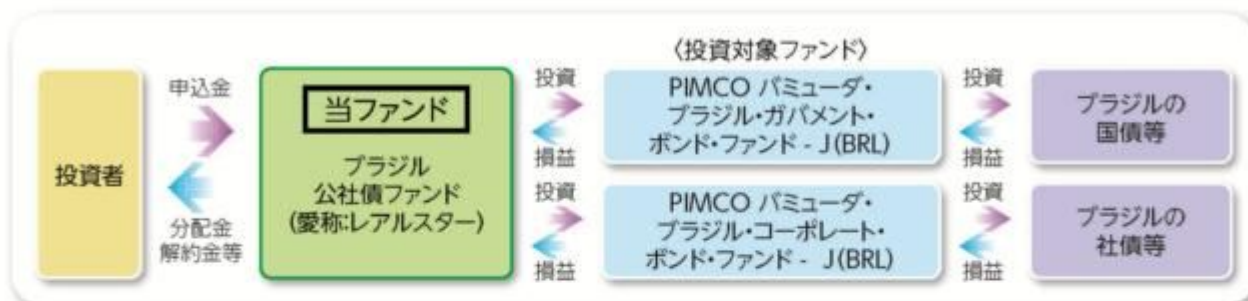 〈投資対象ファンド〉
投資者
申込金
分配金
解約金等
当ファンド
ブラジル
公社債ファンド
(愛称:レアルスター)
投資
損益
PIMCO バミューダ・
ブラジル・ガバメント・
ボンド・ファンド - J(BRL)
投資
損益
ブラジルの
国債等
投資
損益
PIMCO バミューダ・
ブラジル・コーポレート・
ボンド・ファンド - J(BRL)
投資
損益
ブラジルの
社債等